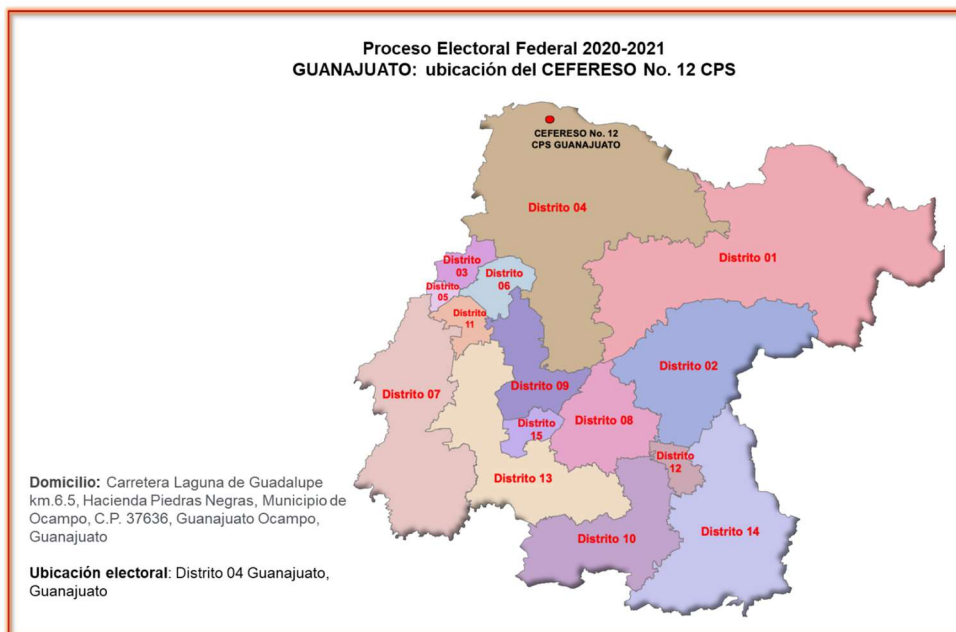 Proceso Electoral Federal 2020-2021
GUANAJUATO: ubicación del CEFERESO No. 12 CPS
CEFERESO No. 12
CPS GUANAJUATO
Distrito 04
Distrito 01
Distrito
03
Distrito
06
Distrito
05
Distrito
11
Distrito 02
Distrito 07
Distrito 09
Distrito
15
Distrito 08
Distrito
12
Distrito 13
Distrito 14
Distrito 10
Domicilio: Carretera Laguna de Guadalupe
km.6.5, Hacienda Piedras Negras, Municipio de
Ocampo, C.P. 37636, Guanajuato Ocampo,
Guanajuato
Ubicación electoral: Distrito 04 Guanajuato,
Guanajuato